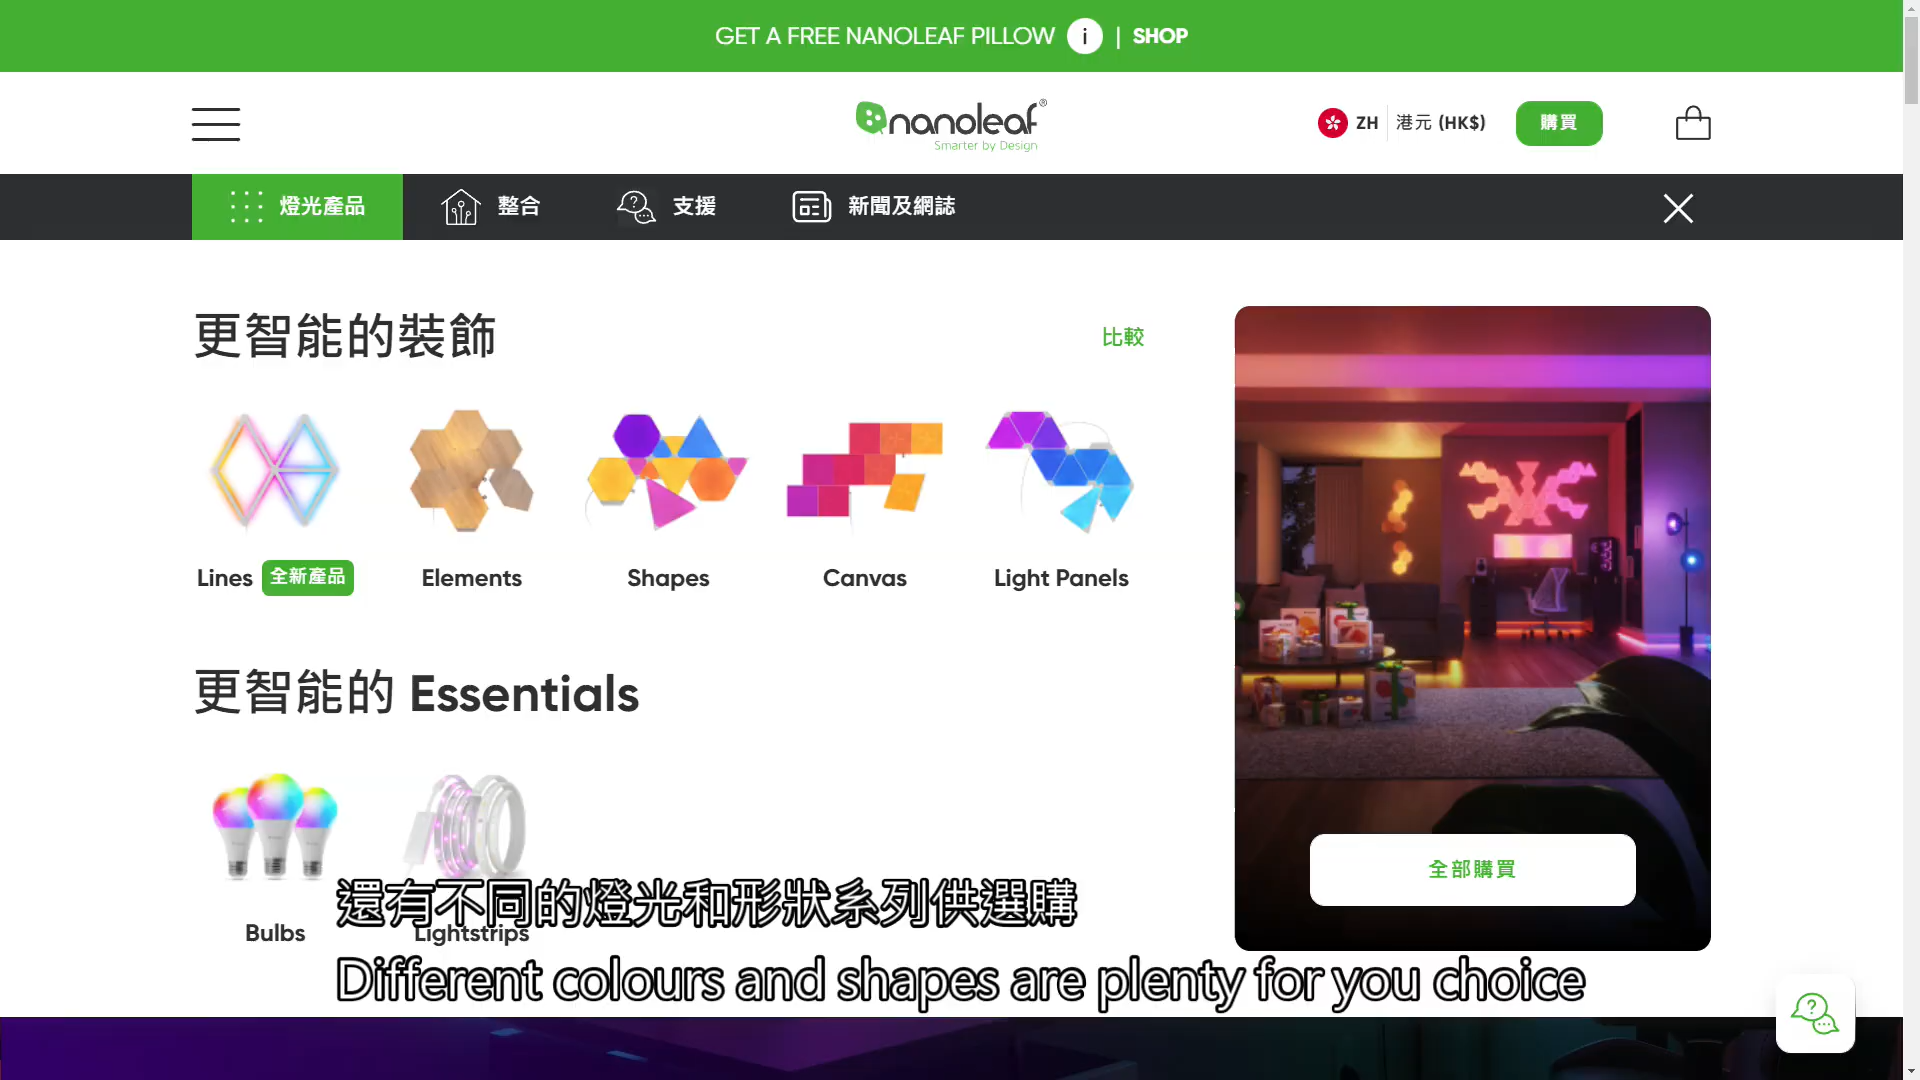 GET A FREE NANOLEAF PILLOW i | SHOP
nanoleaf®
Smarter by Design
ZH 港元 (HK$) 購買
燈光產品 整合 支援 新聞及網誌
更智能的裝飾 比較
Lines 全新產品 Elements Shapes Canvas Light Panels
更智能的 Essentials
全部購買
還有不同的燈光和形狀系列供選購
Bulbs Lightstrips
Different colours and shapes are plenty for you choice